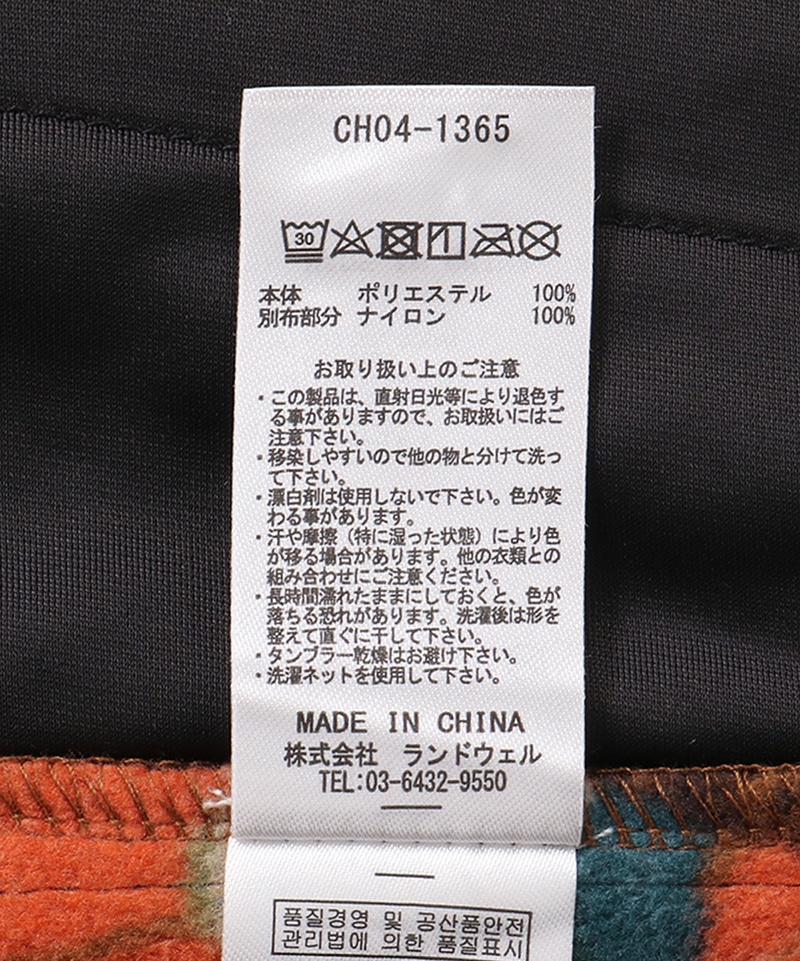 CH04-1365
30
本体 ポリエステル 100%
別布部分 ナイロン 100%
お取り扱い上のご注意
・この製品は、直射日光等により退色す
る事がありますので、お取扱いにはご
注意下さい。
・移染しやすいので他の物と分けて洗っ
て下さい。
・漂白剤は使用しないで下さい。色が変
わる事があります。
・汗や摩擦（特に湿った状態）により色
が移る場合があります。他の衣類との
組み合わせにご注意ください。
・長時間濡れたままにしておくと、色が
落ちる恐れがあります。洗濯後は形を
整えて直ぐに干して下さい。
・タンブラー乾燥はお避け下さい。
・洗濯ネットを使用して下さい。
MADE IN CHINA
株式会社 ランドウェル
TEL:03-6432-9550
품질경영 및 공산품안전
관리법에 의한 품질표시